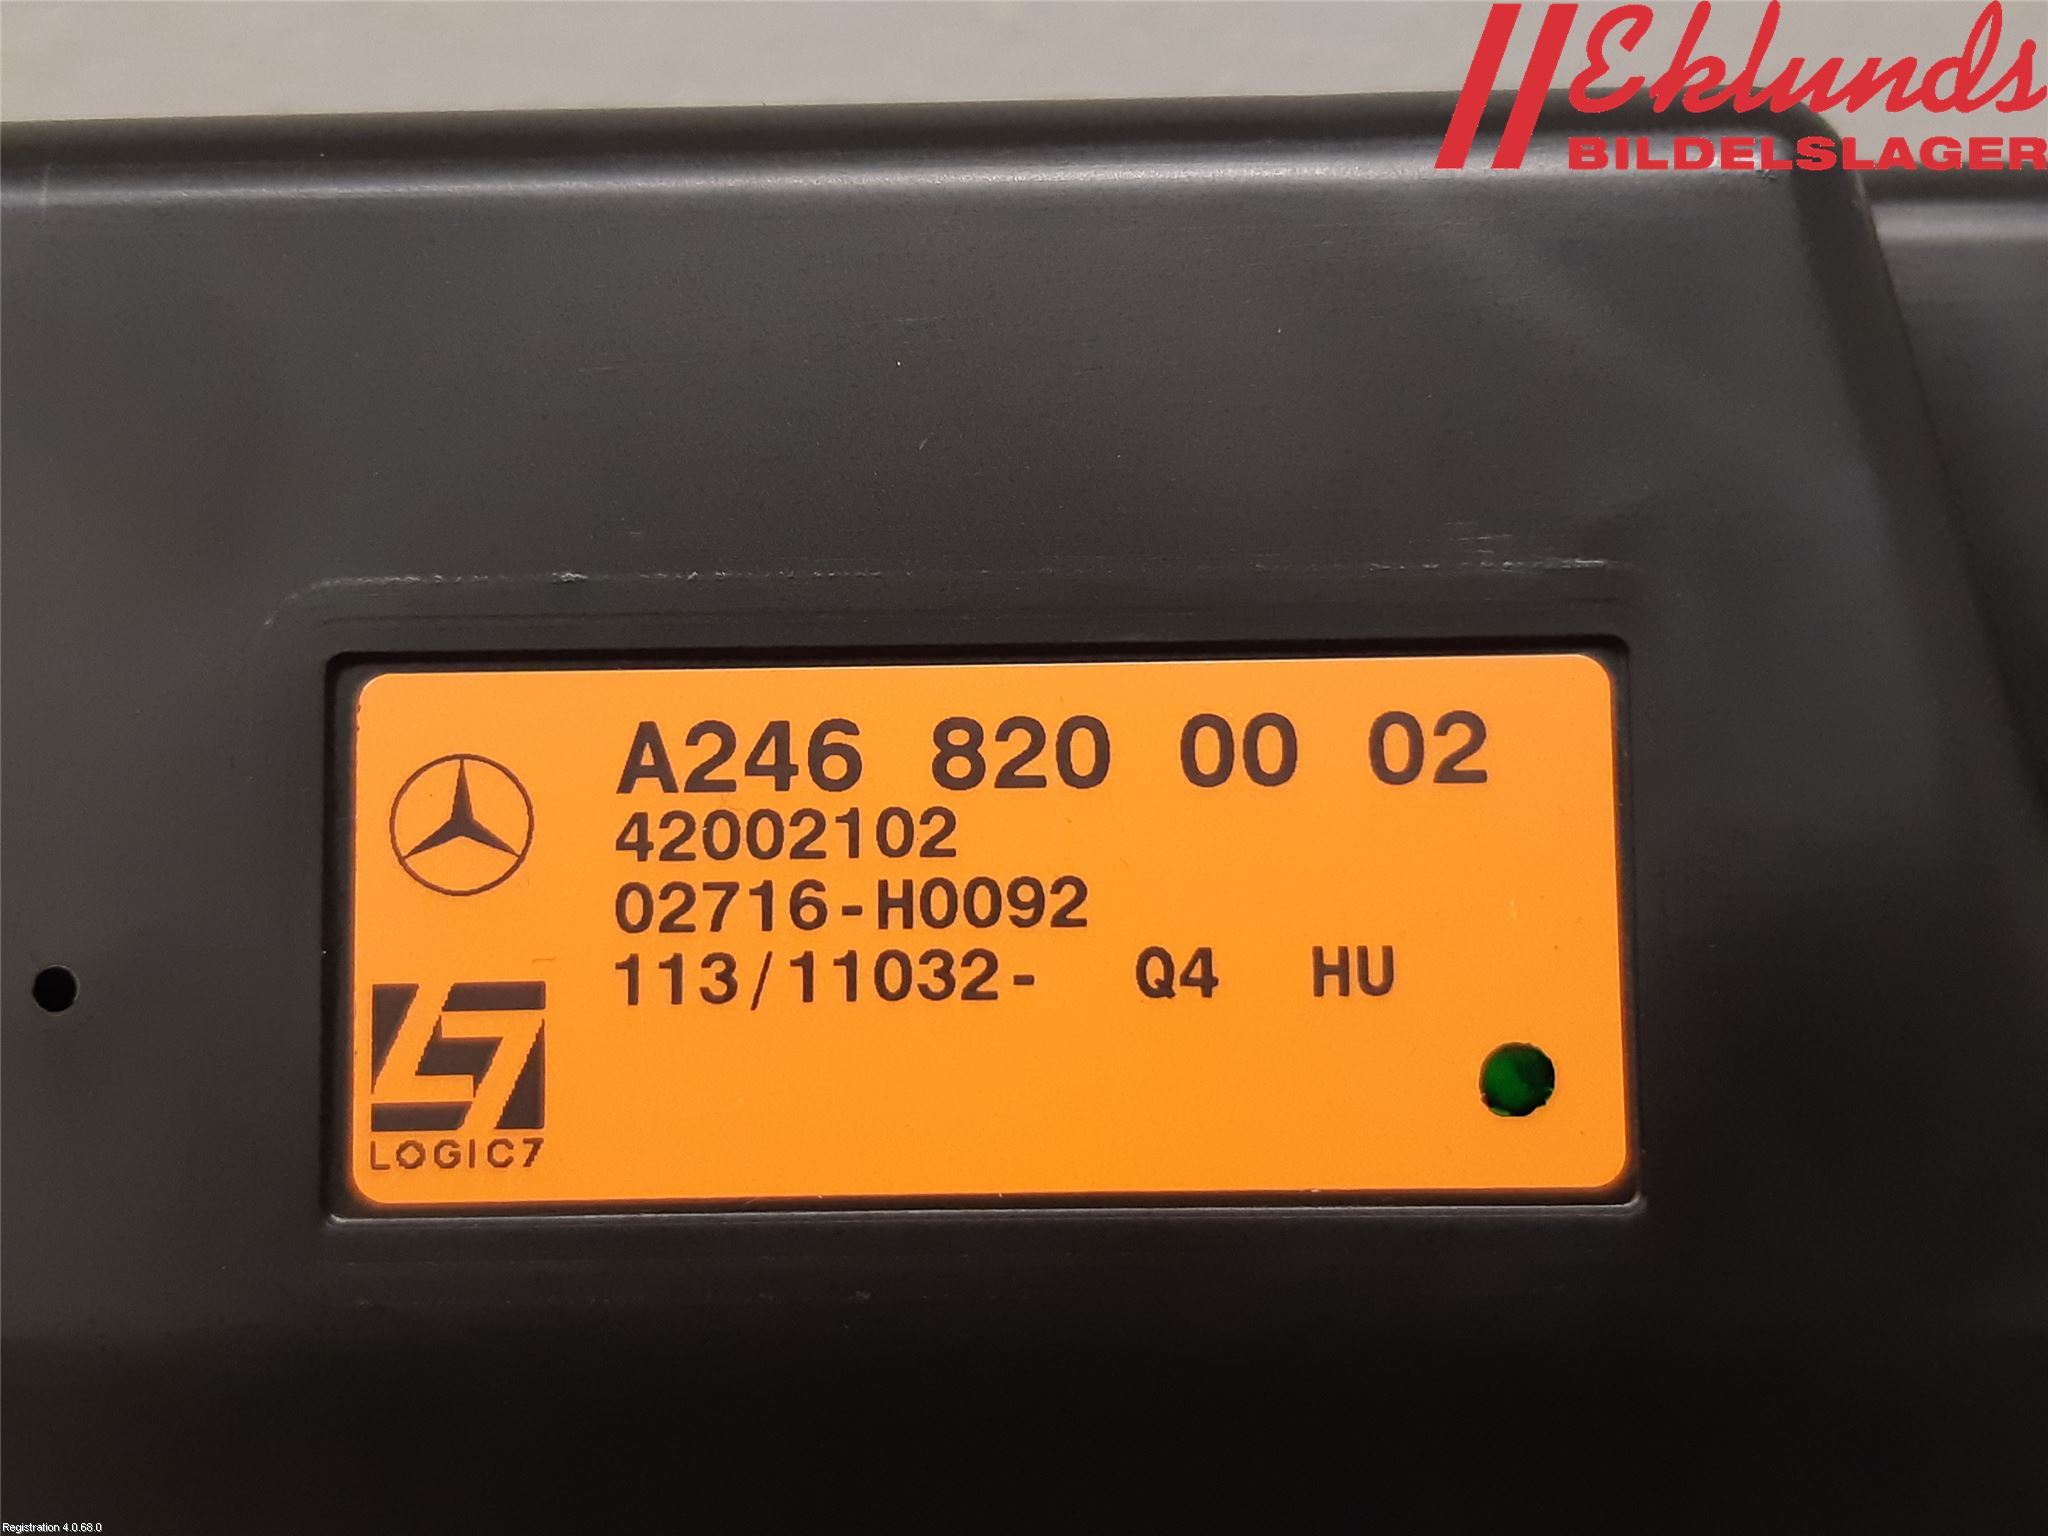 Eklunds
BILDELSLAGER
A246 820 00 02
42002102
02716-H0092
113/11032- Q4 HU
LOGIC7
Registration 4.0.68.0